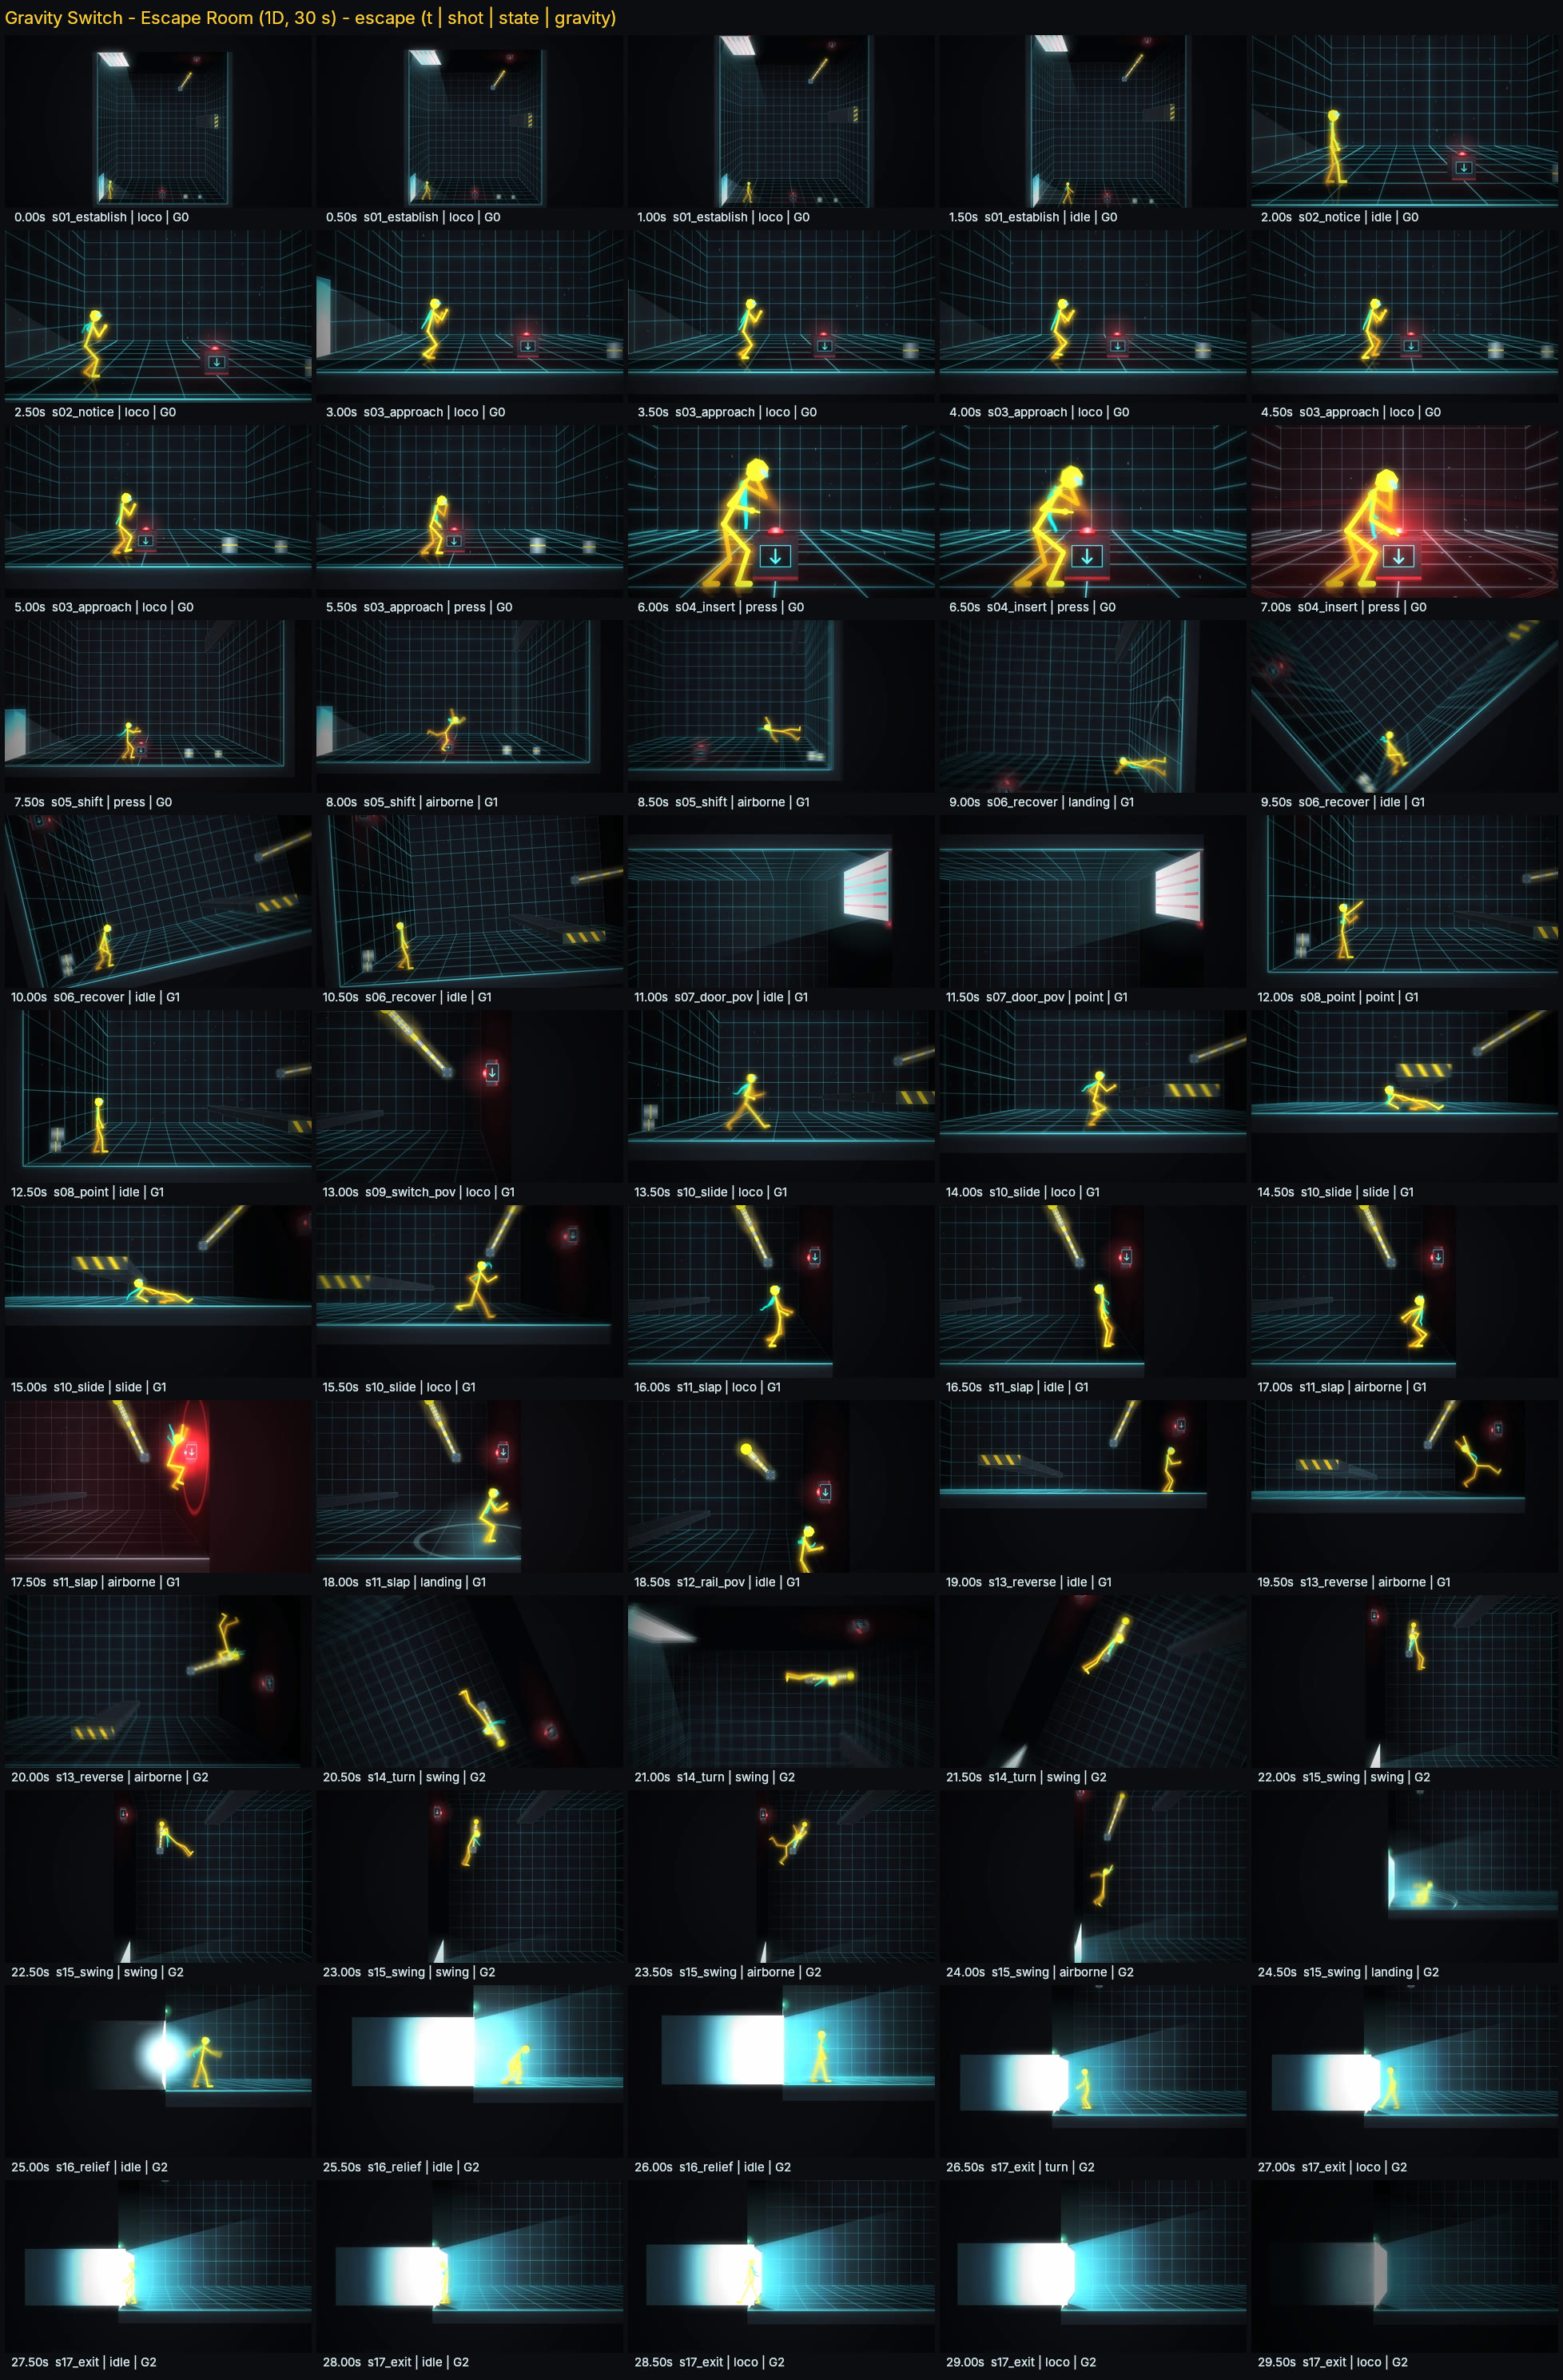 Gravity Switch - Escape Room (1D, 30 s) - escape (t | shot | state | gravity)
0.00s s01_establish | loco | G0
0.50s s01_establish | loco | G0
1.00s s01_establish | loco | G0
1.50s s01_establish | idle | G0
2.00s s02_notice | idle | G0
2.50s s02_notice | loco | G0
3.00s s03_approach | loco | G0
3.50s s03_approach | loco | G0
4.00s s03_approach | loco | G0
4.50s s03_approach | loco | G0
5.00s s03_approach | loco | G0
5.50s s03_approach | press | G0
6.00s s04_insert | press | G0
6.50s s04_insert | press | G0
7.00s s04_insert | press | G0
7.50s s05_shift | press | G0
8.00s s05_shift | airborne | G1
8.50s s05_shift | airborne | G1
9.00s s06_recover | landing | G1
9.50s s06_recover | idle | G1
10.00s s06_recover | idle | G1
10.50s s06_recover | idle | G1
11.00s s07_door_pov | idle | G1
11.50s s07_door_pov | point | G1
12.00s s08_point | point | G1
12.50s s08_point | idle | G1
13.00s s09_switch_pov | loco | G1
13.50s s10_slide | loco | G1
14.00s s10_slide | loco | G1
14.50s s10_slide | slide | G1
15.00s s10_slide | slide | G1
15.50s s10_slide | loco | G1
16.00s s11_slap | loco | G1
16.50s s11_slap | idle | G1
17.00s s11_slap | airborne | G1
17.50s s11_slap | airborne | G1
18.00s s11_slap | landing | G1
18.50s s12_rail_pov | idle | G1
19.00s s13_reverse | idle | G1
19.50s s13_reverse | airborne | G1
20.00s s13_reverse | airborne | G2
20.50s s14_turn | swing | G2
21.00s s14_turn | swing | G2
21.50s s14_turn | swing | G2
22.00s s15_swing | swing | G2
22.50s s15_swing | swing | G2
23.00s s15_swing | swing | G2
23.50s s15_swing | airborne | G2
24.00s s15_swing | airborne | G2
24.50s s15_swing | landing | G2
25.00s s16_relief | idle | G2
25.50s s16_relief | idle | G2
26.00s s16_relief | idle | G2
26.50s s17_exit | turn | G2
27.00s s17_exit | loco | G2
27.50s s17_exit | idle | G2
28.00s s17_exit | idle | G2
28.50s s17_exit | loco | G2
29.00s s17_exit | loco | G2
29.50s s17_exit | loco | G2